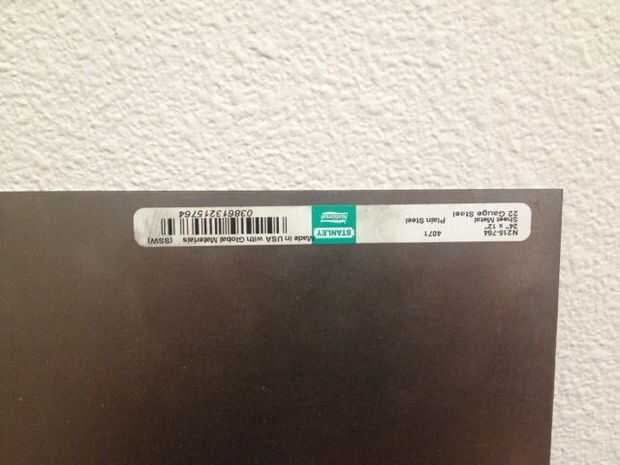 N215-764
24" x 12"
Sheet Metal
22 Gauge Steel
4071
Plain Steel
STANLEY
National
Made in USA with Global Materials
(SSW)
038613215764